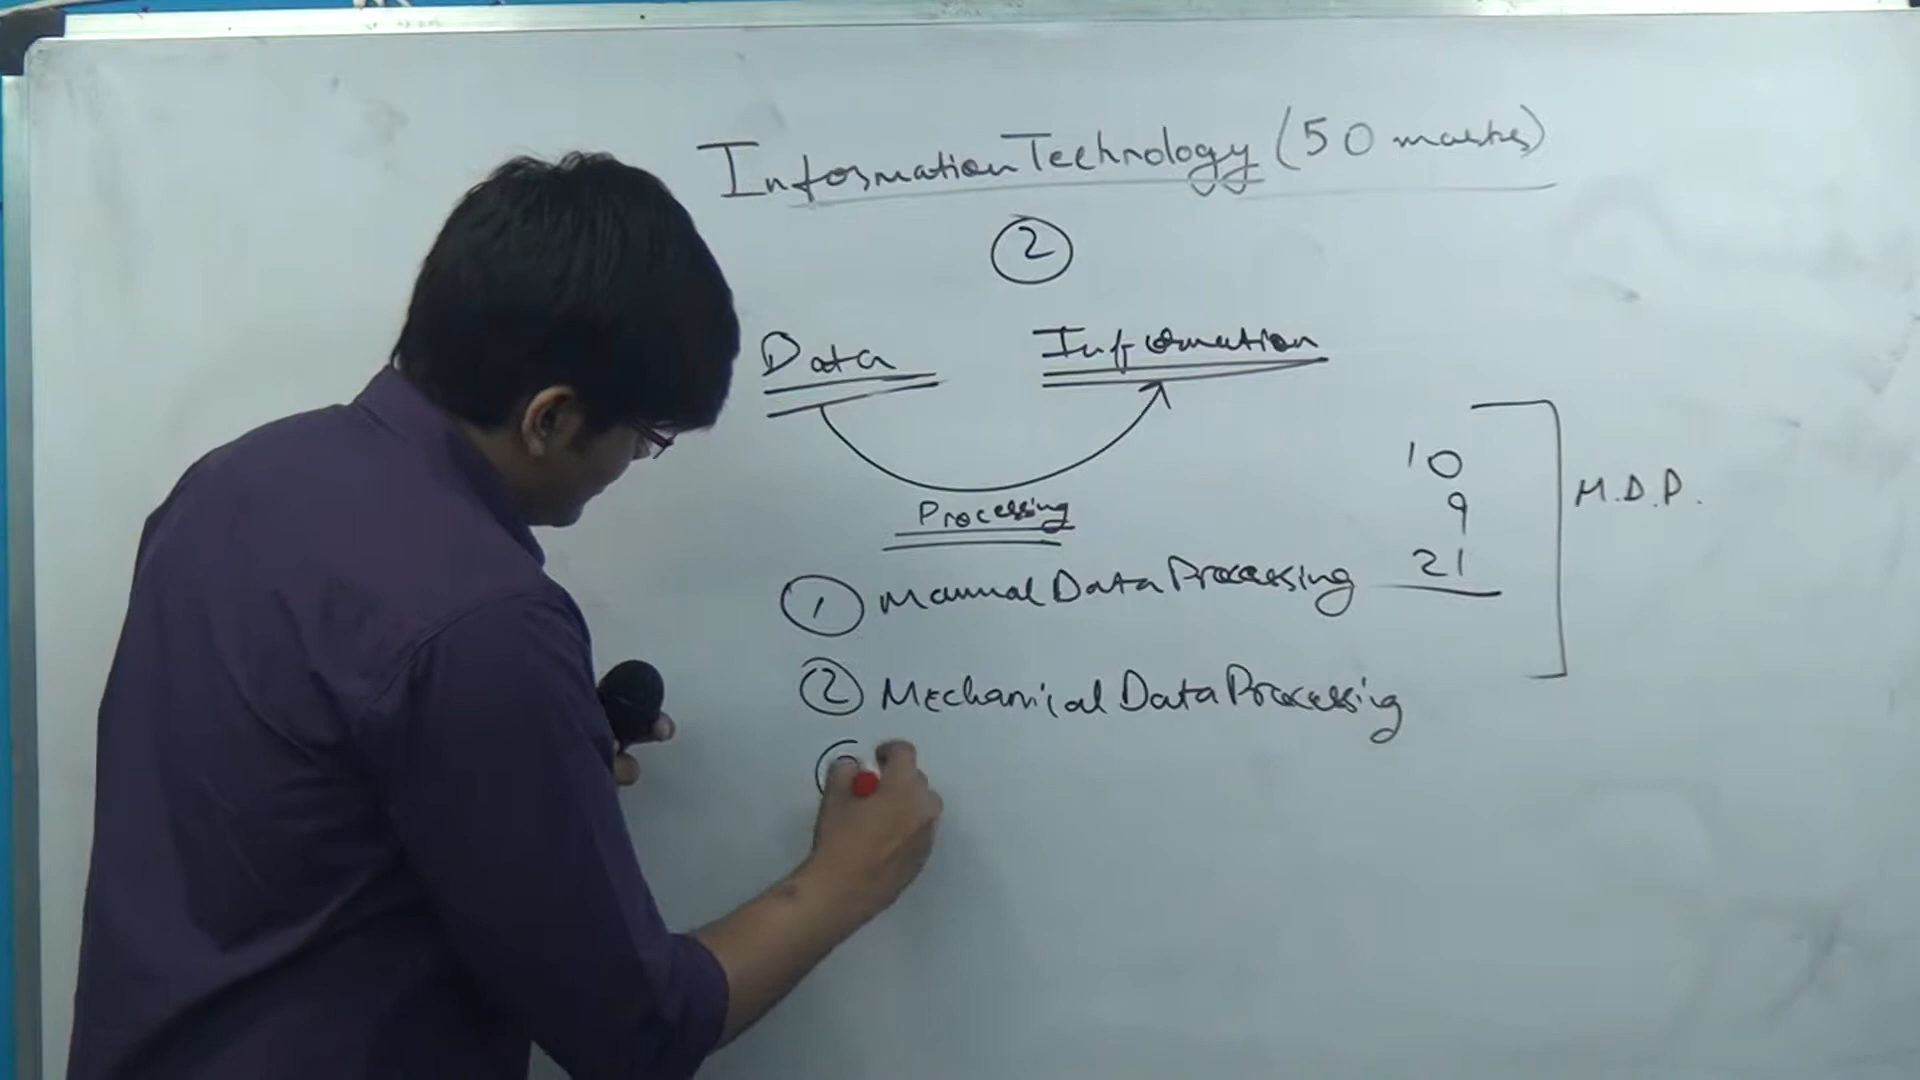 Information Technology (50 marks)
2
Data Information
Processing
1 Manual Data Processing
2 Mechanical Data Processing
10
9
21
M.D.P.